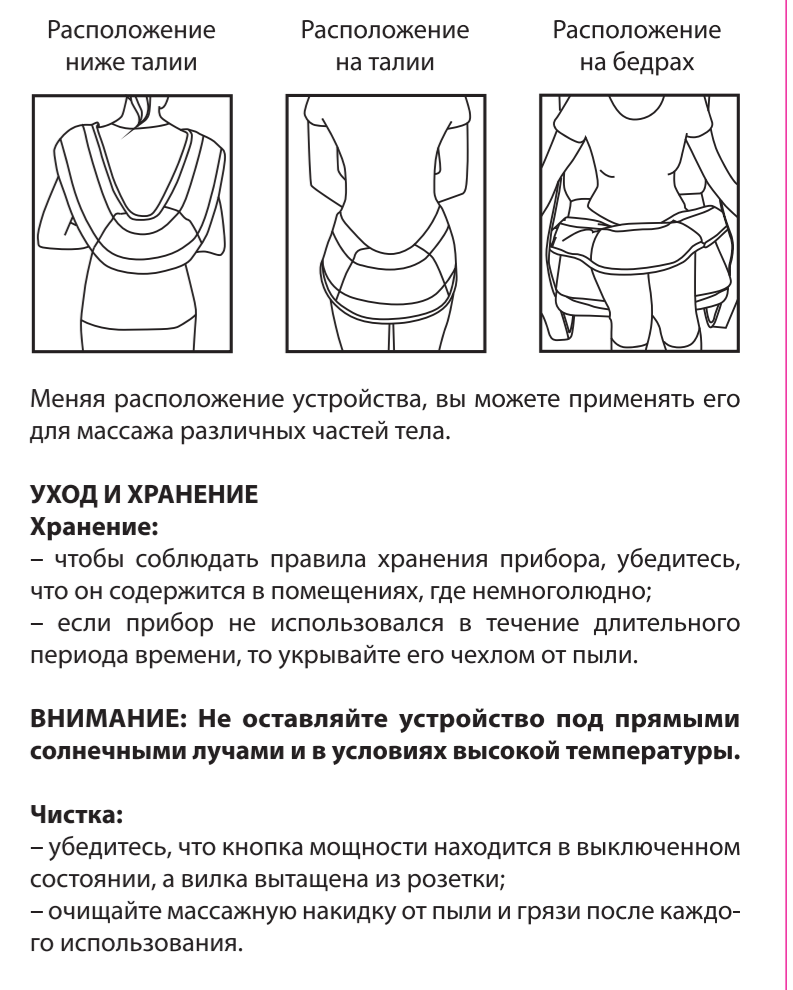 Расположение
ниже талии
Расположение
на талии
Расположение
на бедрах
Меняя расположение устройства, вы можете применять его
для массажа различных частей тела.
УХОД И ХРАНЕНИЕ
Хранение:
– чтобы соблюдать правила хранения прибора, убедитесь,
что он содержится в помещениях, где немноголюдно;
– если прибор не использовался в течение длительного
периода времени, то укрывайте его чехлом от пыли.
ВНИМАНИЕ: Не оставляйте устройство под прямыми
солнечными лучами и в условиях высокой температуры.
Чистка:
– убедитесь, что кнопка мощности находится в выключенном
состоянии, а вилка вытащена из розетки;
– очищайте массажную накидку от пыли и грязи после каждо-
го использования.